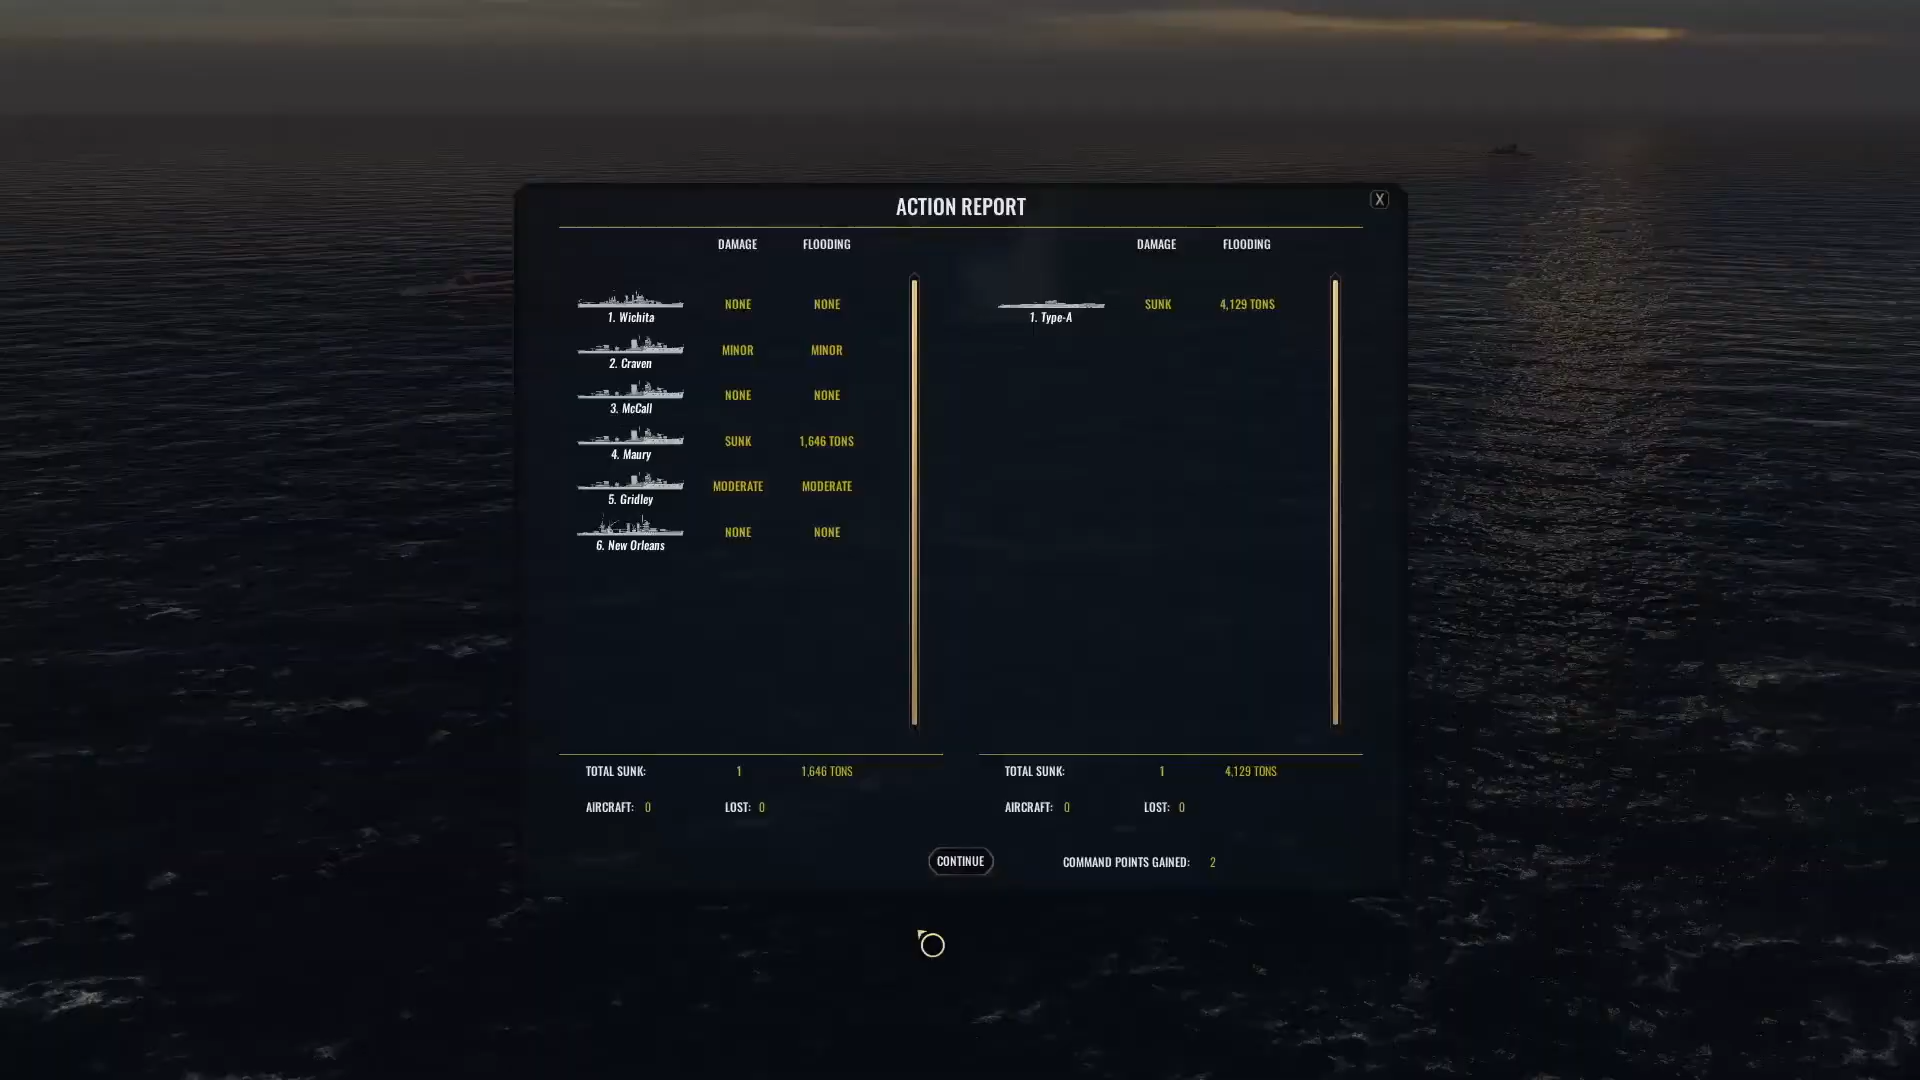 ACTION REPORT
X
DAMAGE FLOODING
DAMAGE FLOODING
NONE NONE
1. Wichita
MINOR MINOR
2. Craven
NONE NONE
3. McCall
SUNK 1,646 TONS
4. Maury
MODERATE MODERATE
5. Gridley
NONE NONE
6. New Orleans
SUNK 4,129 TONS
1. Type-A
TOTAL SUNK: 1 1,646 TONS
AIRCRAFT: 0 LOST: 0
TOTAL SUNK: 1 4,129 TONS
AIRCRAFT: 0 LOST: 0
CONTINUE
COMMAND POINTS GAINED: 2